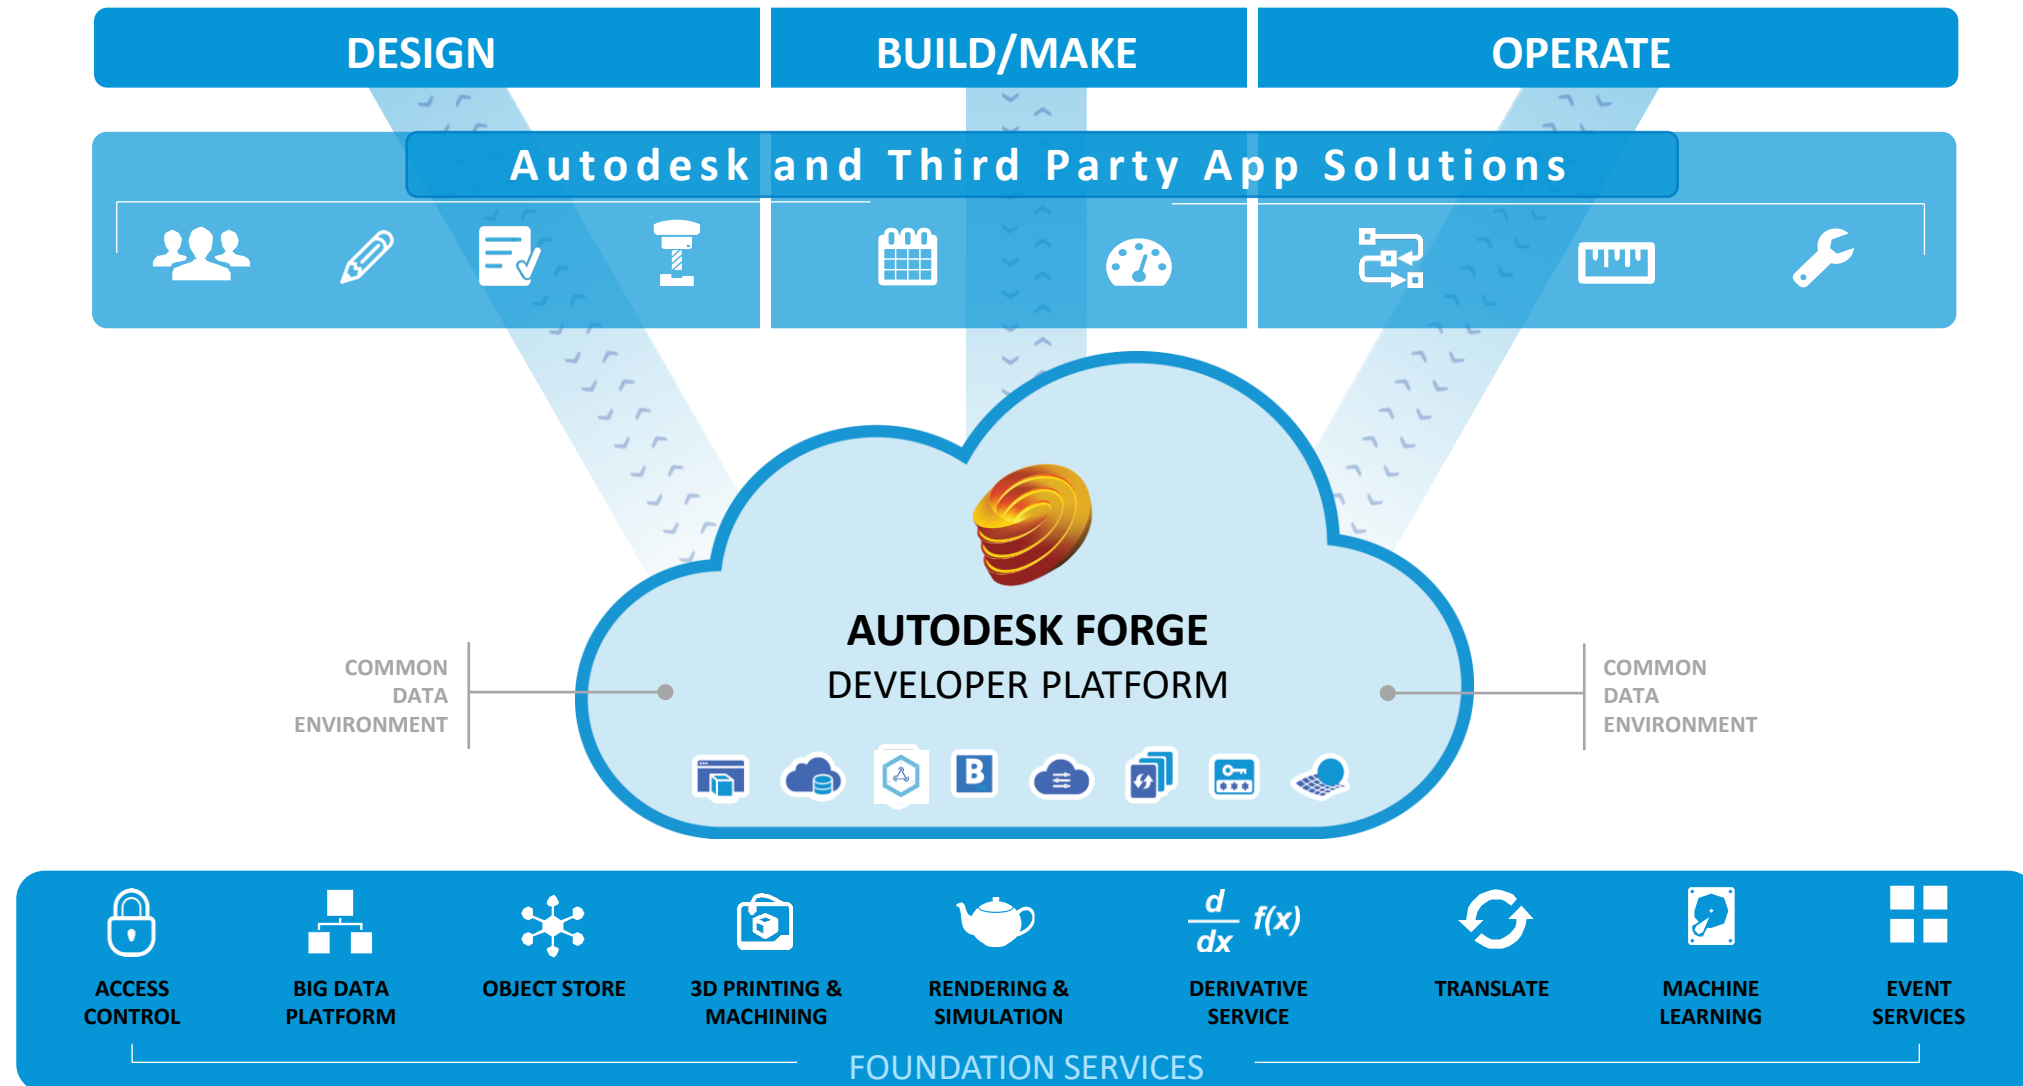 DESIGN
BUILD/MAKE
OPERATE
Autodesk and Third Party App Solutions
AUTODESK FORGE
DEVELOPER PLATFORM
COMMON
DATA
ENVIRONMENT
COMMON
DATA
ENVIRONMENT
B
d
dx
f(x)
ACCESS
CONTROL
BIG DATA
PLATFORM
OBJECT STORE
3D PRINTING &
MACHINING
RENDERING &
SIMULATION
DERIVATIVE
SERVICE
TRANSLATE
MACHINE
LEARNING
EVENT
SERVICES
FOUNDATION SERVICES